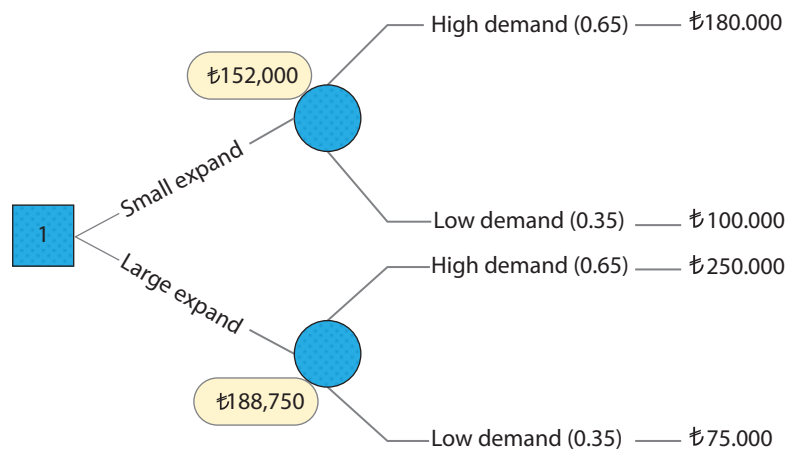 High demand (0.65) ₺180.000
₺152,000
Small expand
Low demand (0.35) ₺100.000
1
High demand (0.65) ₺250.000
Large expand
₺188,750
Low demand (0.35) ₺75.000